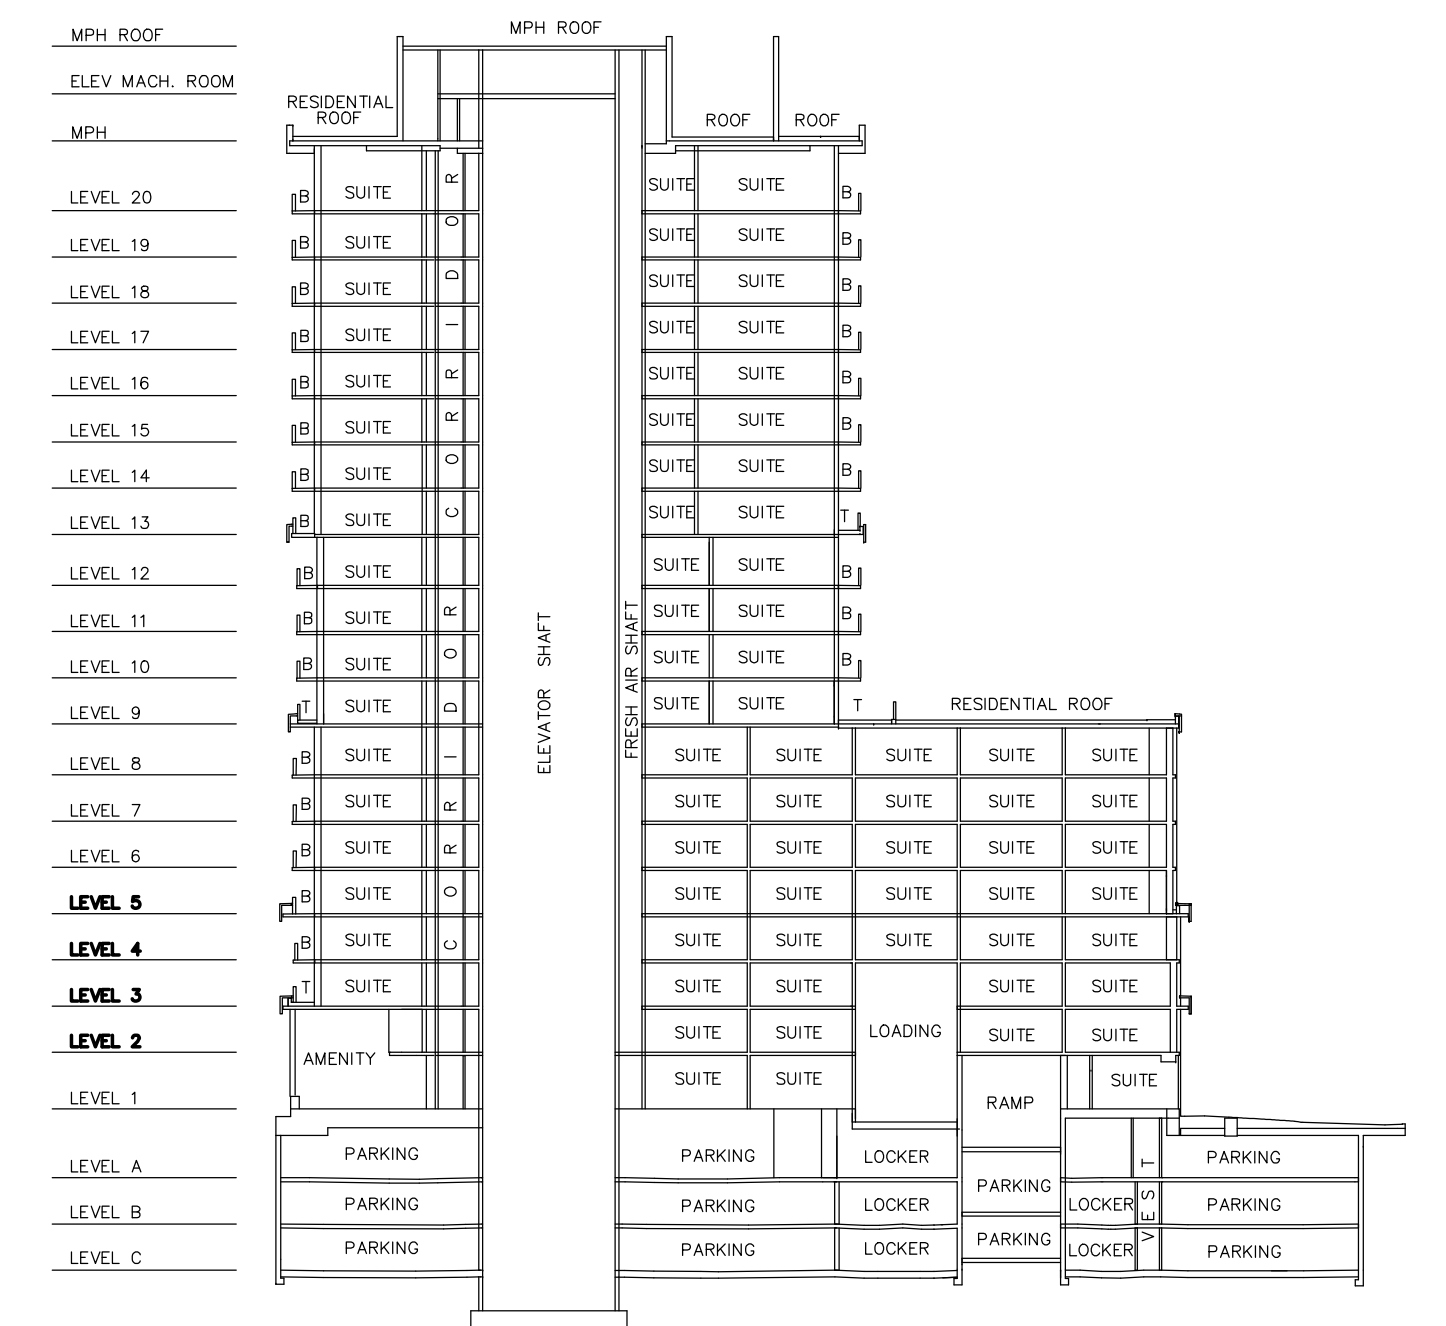 MPH ROOF
MPH ROOF
ELEV MACH. ROOM
RESIDENTIAL
ROOF
ROOF ROOF
MPH
LEVEL 20 B SUITE SUITE SUITE B
LEVEL 19 B SUITE SUITE SUITE B
LEVEL 18 B SUITE SUITE SUITE B
LEVEL 17 B SUITE SUITE SUITE B
LEVEL 16 B SUITE SUITE SUITE B
LEVEL 15 B SUITE SUITE SUITE B
LEVEL 14 B SUITE SUITE SUITE B
LEVEL 13 B SUITE SUITE SUITE T
CORRIDOR
LEVEL 12 B SUITE SUITE SUITE B
LEVEL 11 B SUITE SUITE SUITE B
LEVEL 10 B SUITE SUITE SUITE B
LEVEL 9 T SUITE SUITE SUITE T RESIDENTIAL ROOF
ELEVATOR SHAFT
FRESH AIR SHAFT
LEVEL 8 B SUITE SUITE SUITE SUITE SUITE SUITE
LEVEL 7 B SUITE SUITE SUITE SUITE SUITE SUITE
LEVEL 6 B SUITE SUITE SUITE SUITE SUITE SUITE
LEVEL 5 B SUITE SUITE SUITE SUITE SUITE SUITE
LEVEL 4 B SUITE SUITE SUITE SUITE SUITE SUITE
CORRIDOR
LEVEL 3 T SUITE SUITE SUITE SUITE SUITE
LEVEL 2 SUITE SUITE LOADING SUITE SUITE
AMENITY
LEVEL 1 SUITE SUITE RAMP SUITE
LEVEL A PARKING PARKING LOCKER PARKING
PARKING
LEVEL B PARKING PARKING LOCKER LOCKER PARKING
PARKING
LEVEL C PARKING PARKING LOCKER LOCKER PARKING
VEST